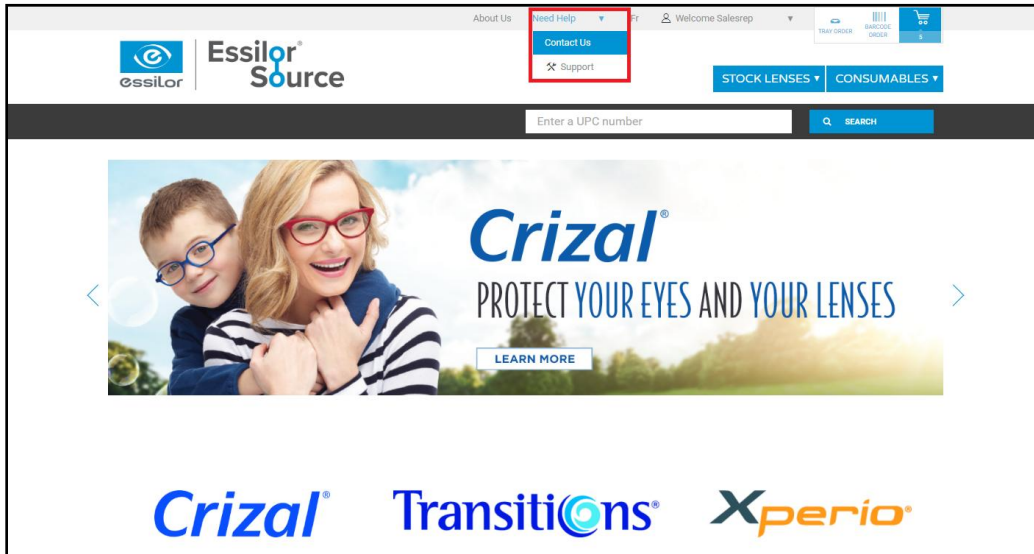 About Us Need Help ▼ Fr Welcome Salesrep ▼
TRAY ORDER
BARCODE
ORDER
Contact Us
Support
essilor
Essilor®
Source
STOCK LENSES ▼ CONSUMABLES ▼
Enter a UPC number
SEARCH
Crizal®
PROTECT YOUR EYES AND YOUR LENSES
LEARN MORE
Crizal® Transitions® Xperio®